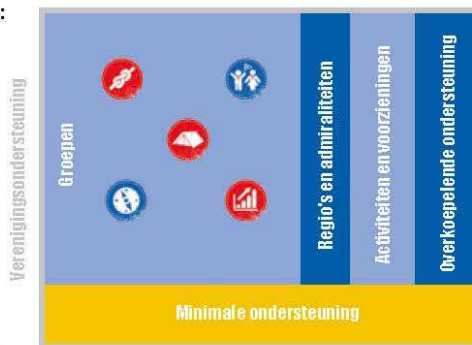 :
Verenigingsondersteuning
Groepen
Regio's en admiraliteiten
Activiteiten en voorzieningen
Overkoepelende ondersteuning
Minimale ondersteuning